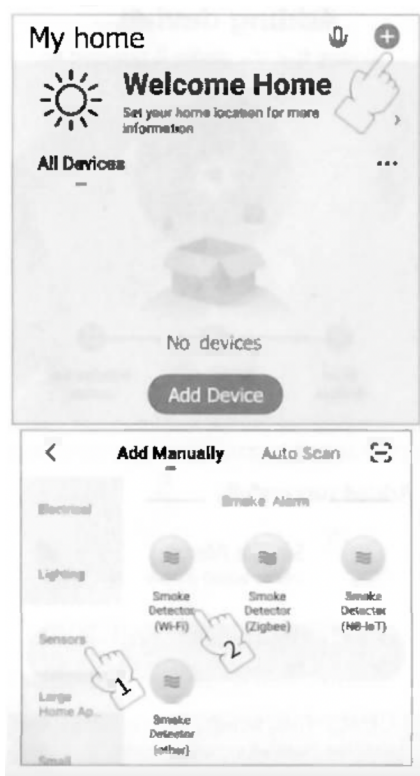 My home
Welcome Home
Set your home location for more
information
All Devices
No devices
Add Device
Add Manually
Auto Scan
Electrical
Smoke Alarm
Lighting
Smoke
Detector
(Wi-Fi)
Smoke
Detector
(Zigbee)
Smoke
Detector
(NB-IoT)
Sensors
2
1
Large
Home Ap...
Smoke
Detector
(other)
Small